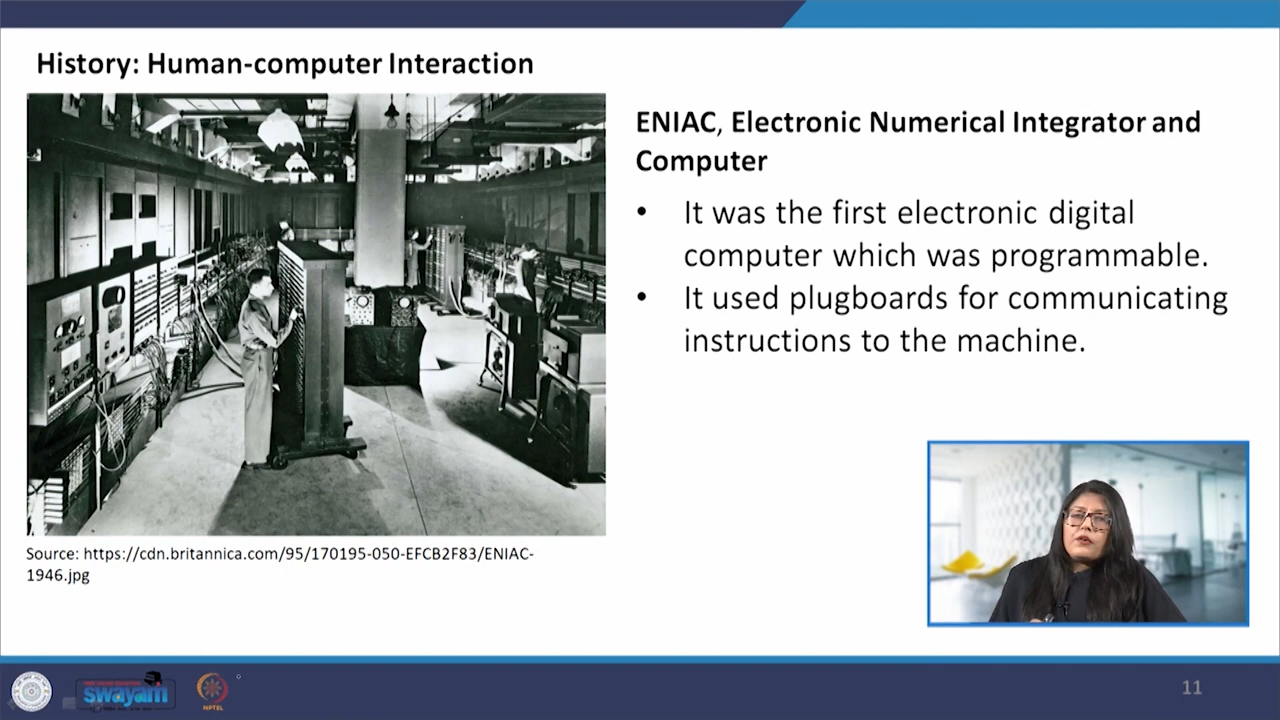 History: Human-computer Interaction
ENIAC, Electronic Numerical Integrator and
Computer
• It was the first electronic digital
computer which was programmable.
• It used plugboards for communicating
instructions to the machine.
Source: https://cdn.britannica.com/95/170195-050-EFCB2F83/ENIAC-
1946.jpg
swayam
NPTEL
11